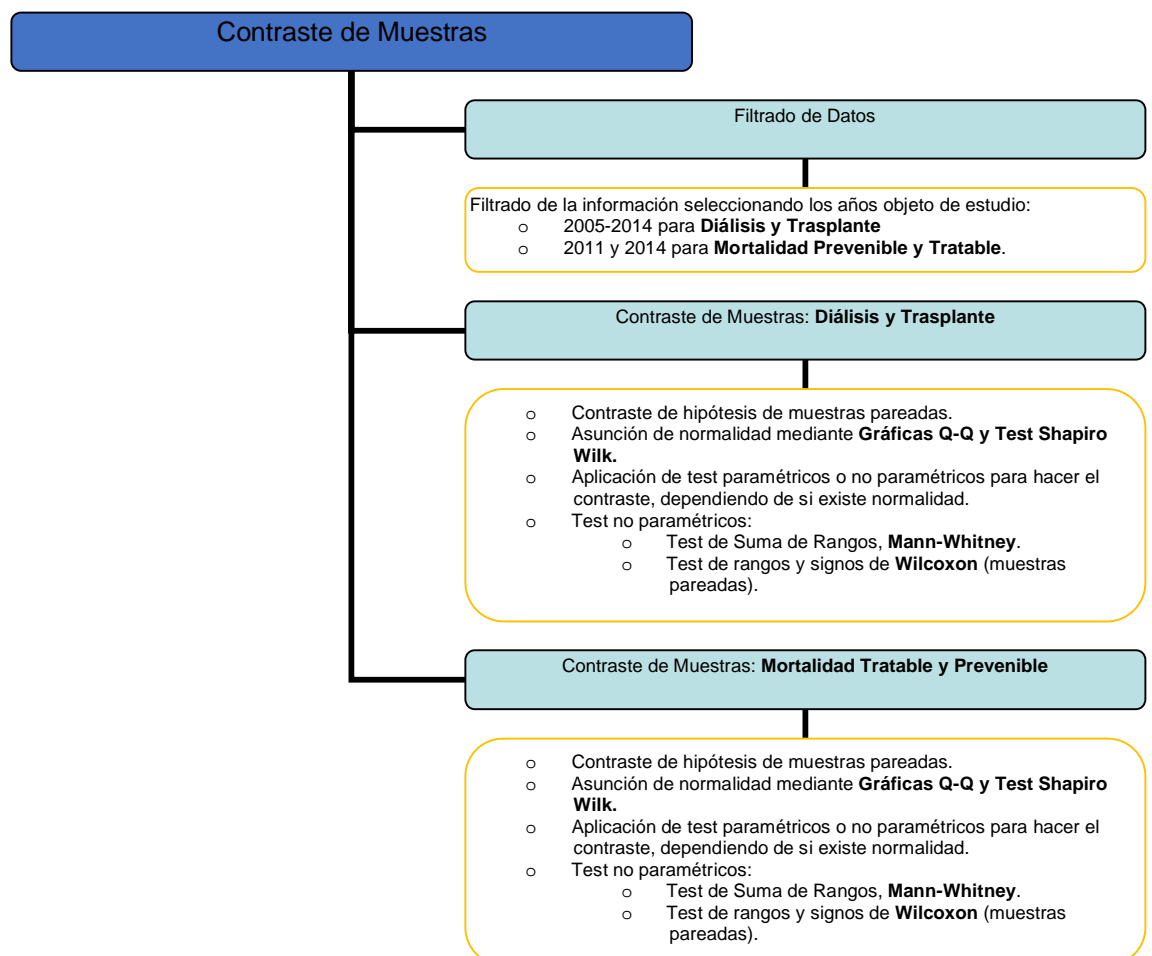 Contraste de Muestras
Filtrado de Datos
Filtrado de la información seleccionando los años objeto de estudio:
o 2005-2014 para Diálisis y Trasplante
o 2011 y 2014 para Mortalidad Prevenible y Tratable.
Contraste de Muestras: Diálisis y Trasplante
o Contraste de hipótesis de muestras pareadas.
o Asunción de normalidad mediante Gráficas Q-Q y Test Shapiro
Wilk.
o Aplicación de test paramétricos o no paramétricos para hacer el
contraste, dependiendo de si existe normalidad.
o Test no paramétricos:
o Test de Suma de Rangos, Mann-Whitney.
o Test de rangos y signos de Wilcoxon (muestras
pareadas).
Contraste de Muestras: Mortalidad Tratable y Prevenible
o Contraste de hipótesis de muestras pareadas.
o Asunción de normalidad mediante Gráficas Q-Q y Test Shapiro
Wilk.
o Aplicación de test paramétricos o no paramétricos para hacer el
contraste, dependiendo de si existe normalidad.
o Test no paramétricos:
o Test de Suma de Rangos, Mann-Whitney.
o Test de rangos y signos de Wilcoxon (muestras
pareadas).